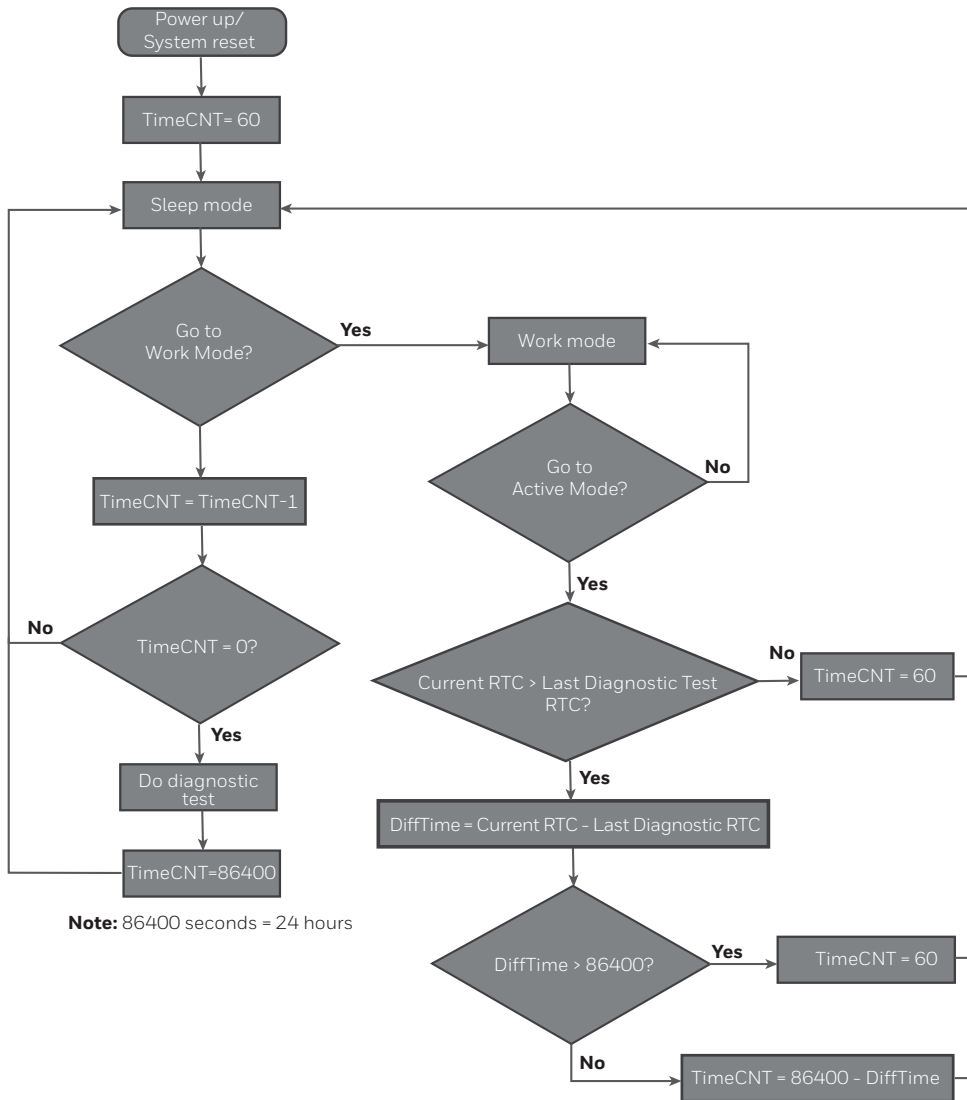 Power up/
System reset
TimeCNT= 60
Sleep mode
Go to
Work Mode?
Yes
Work mode
Go to
Active Mode?
No
TimeCNT = TimeCNT-1
Yes
TimeCNT = 0?
No
Current RTC > Last Diagnostic Test
RTC?
No
TimeCNT = 60
Yes
Do diagnostic
test
Yes
DiffTime = Current RTC - Last Diagnostic RTC
TimeCNT=86400
Note: 86400 seconds = 24 hours
DiffTime > 86400?
Yes
TimeCNT = 60
No
TimeCNT = 86400 - DiffTime